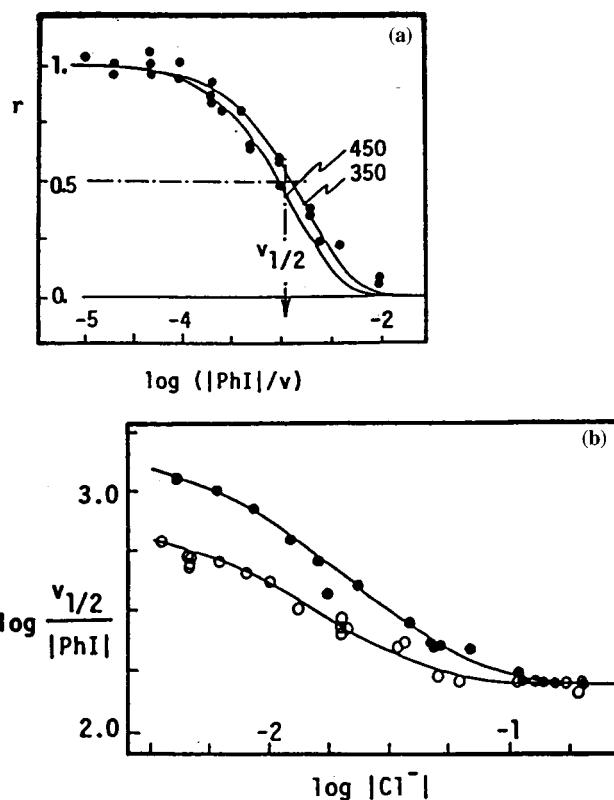 (a)
1.
r
450
350
0.5
v1/2
0.
-5
-4
-2
log (|PhI|/v)
(b)
3.0
log v1/2 / |PhI|
2.0
-2
-1
log |Cl⁻|